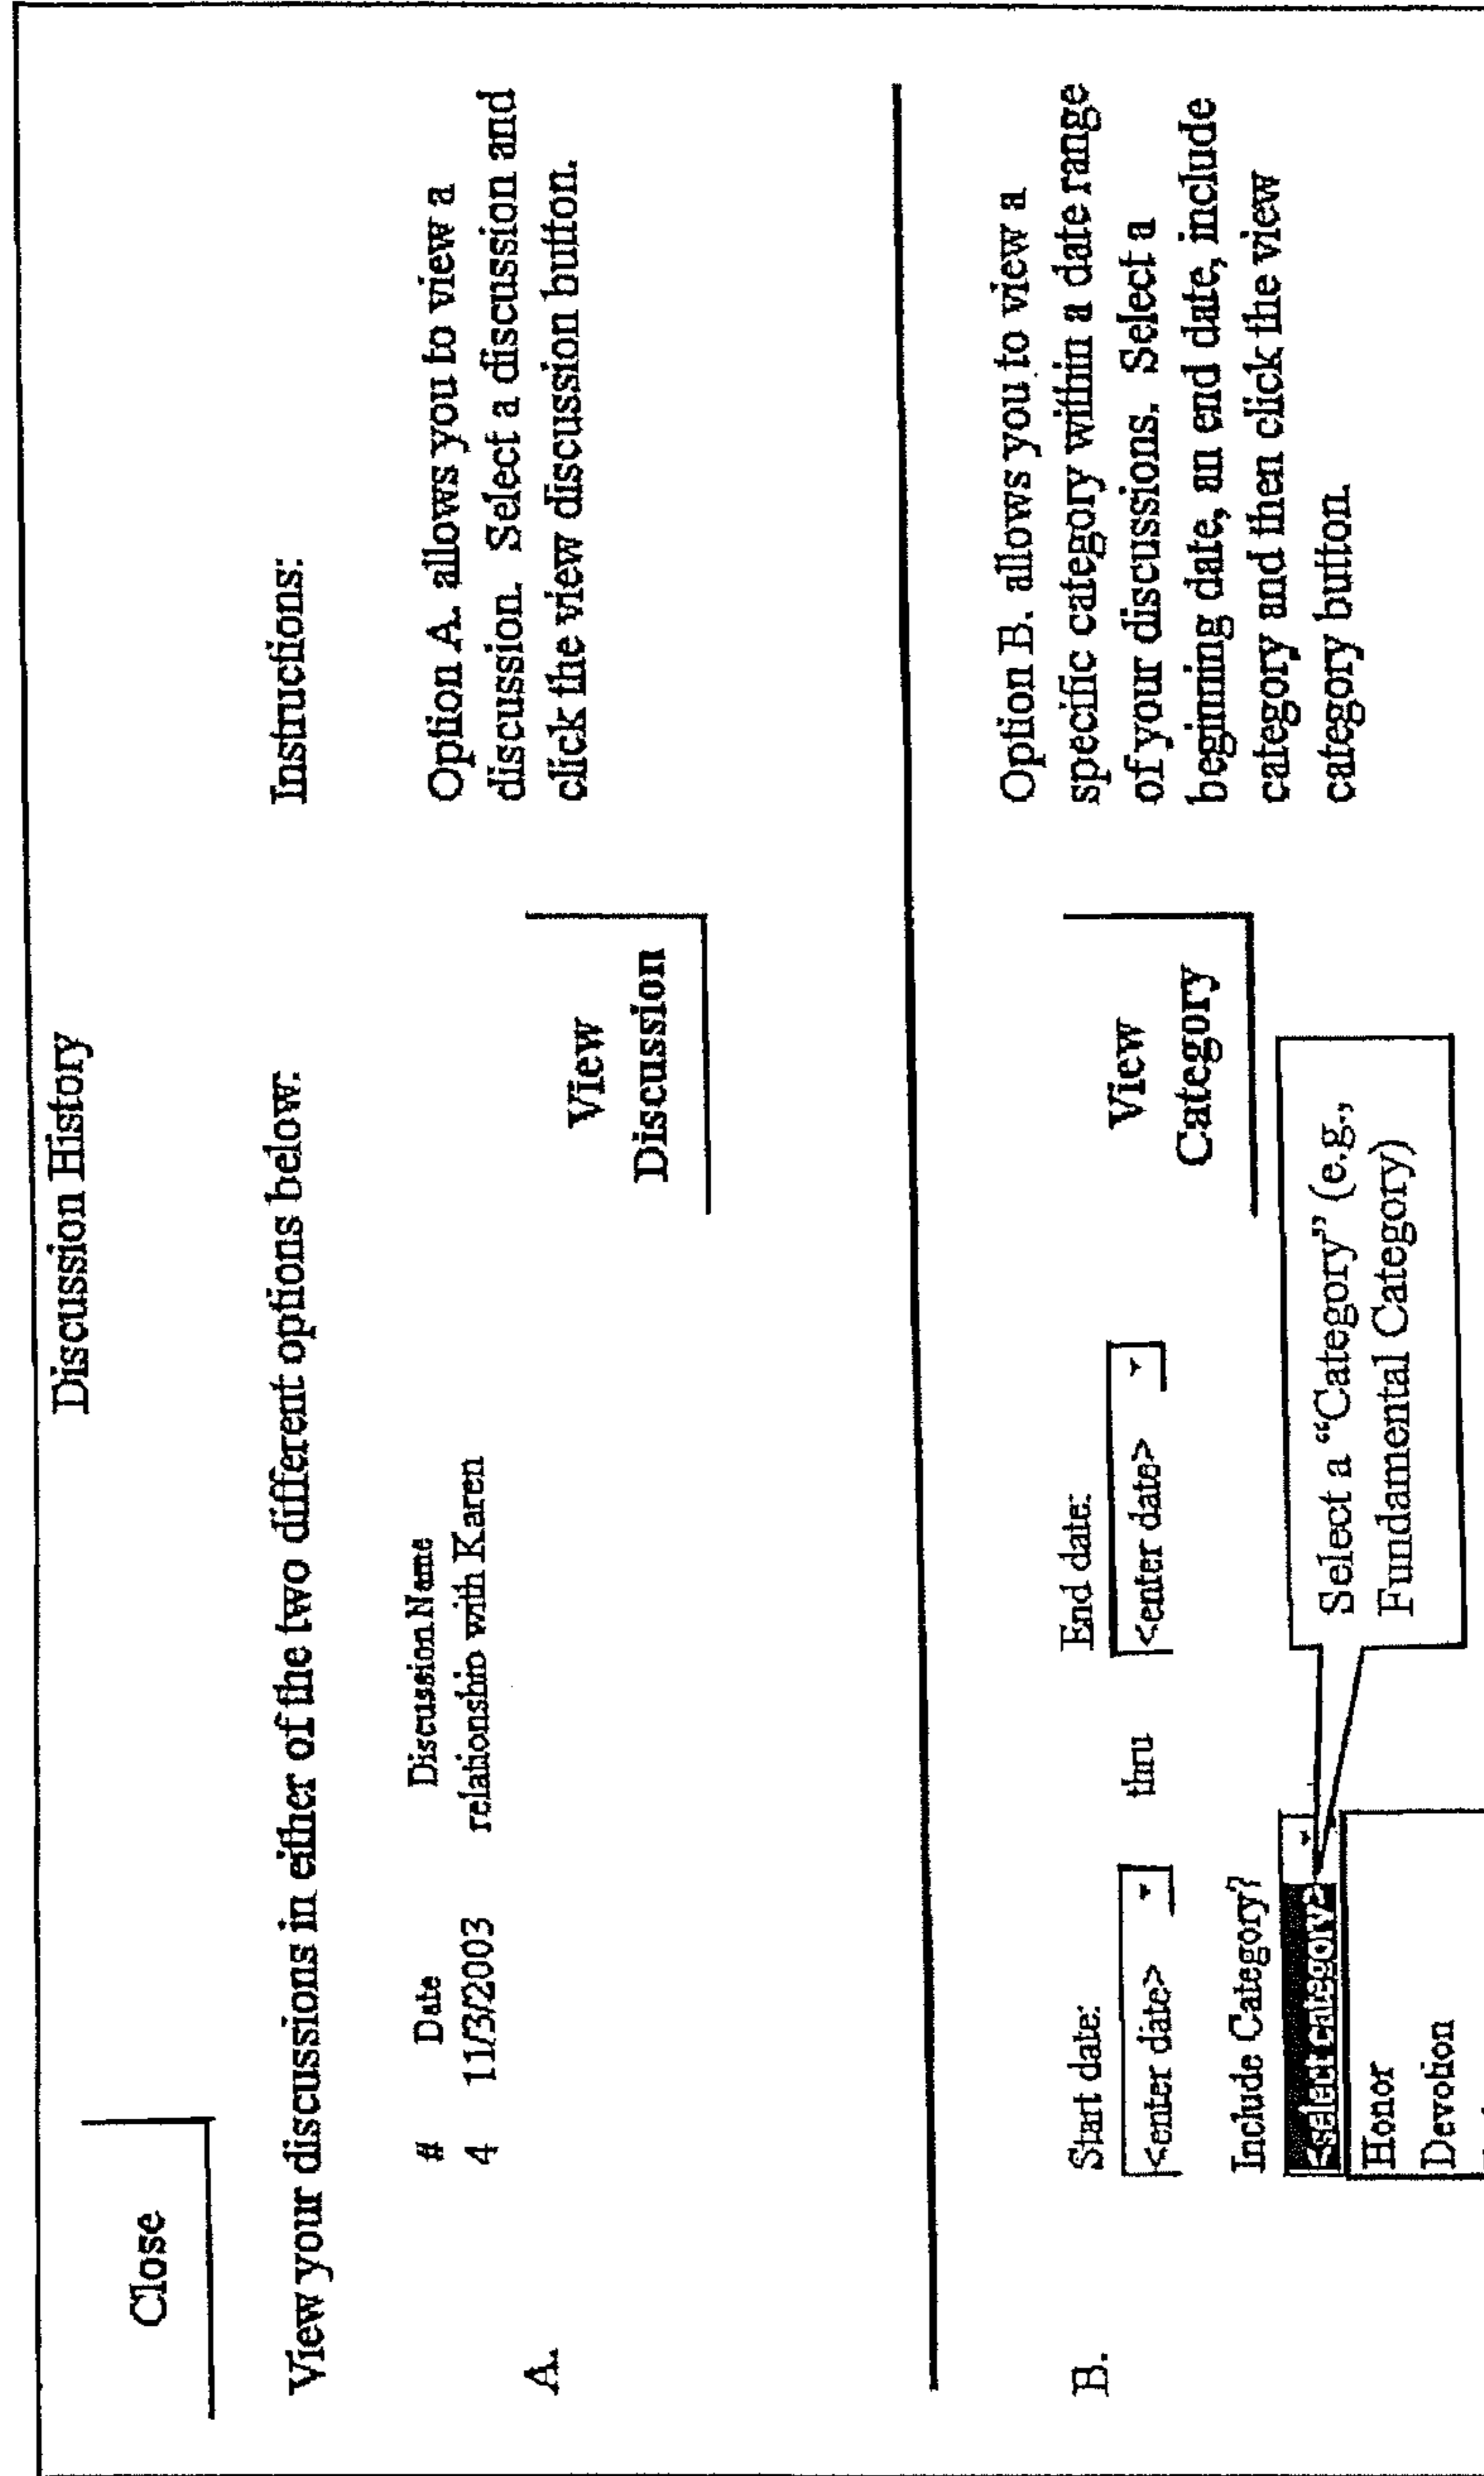 Discussion History
Close
View your discussions in either of the two different options below:
Instructions:
# Date Discussion Name
4 11/3/2003 relationship with Karen
A.
View
Discussion
Option A. allows you to view a
discussion. Select a discussion and
click the view discussion button.
B.
Start date:
<enter date>
thru
End date:
<enter date>
Include Category?
<select category>
Honor
Devotion
View
Category
Select a “Category” (e.g.,
Fundamental Category)
Option B. allows you to view a
specific category within a date range
of your discussions. Select a
beginning date, an end date, include
category and then click the view
category button.